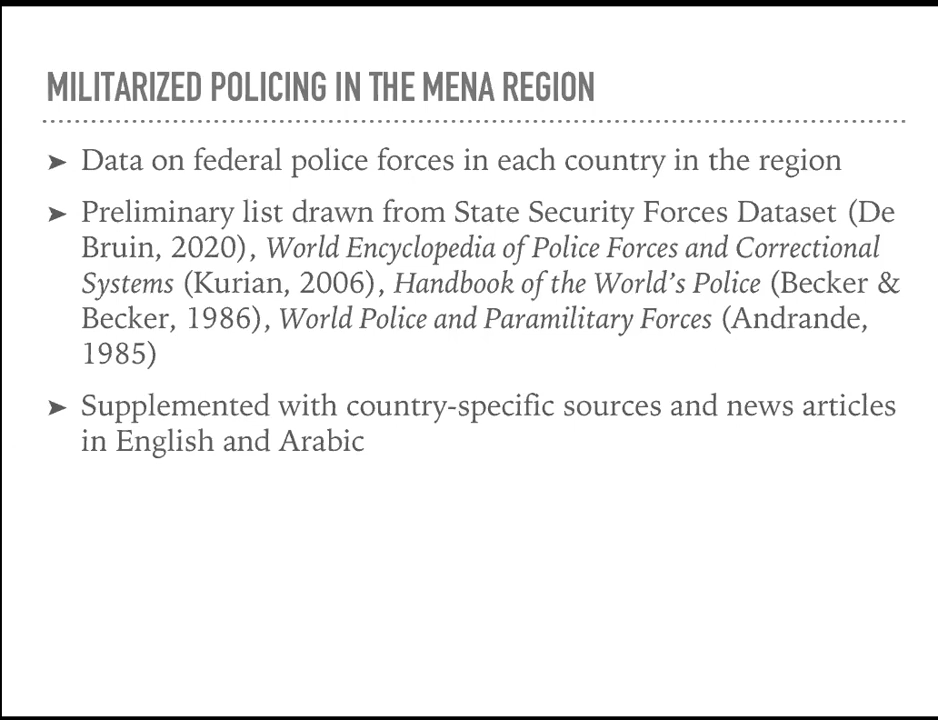 MILITARIZED POLICING IN THE MENA REGION
➤ Data on federal police forces in each country in the region
➤ Preliminary list drawn from State Security Forces Dataset (De
Bruin, 2020), World Encyclopedia of Police Forces and Correctional
Systems (Kurian, 2006), Handbook of the World’s Police (Becker &
Becker, 1986), World Police and Paramilitary Forces (Andrande,
1985)
➤ Supplemented with country-specific sources and news articles
in English and Arabic